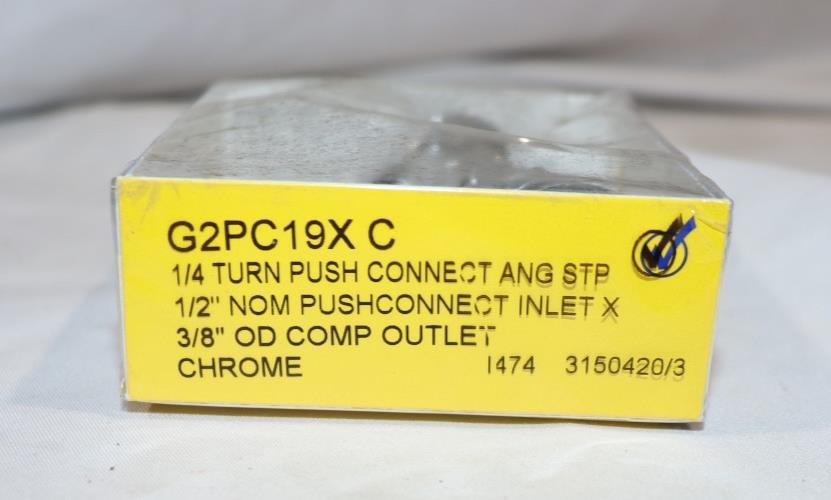 G2PC19X C
1/4 TURN PUSH CONNECT ANG STP
1/2" NOM PUSHCONNECT INLET X
3/8" OD COMP OUTLET
CHROME I474 3150420/3